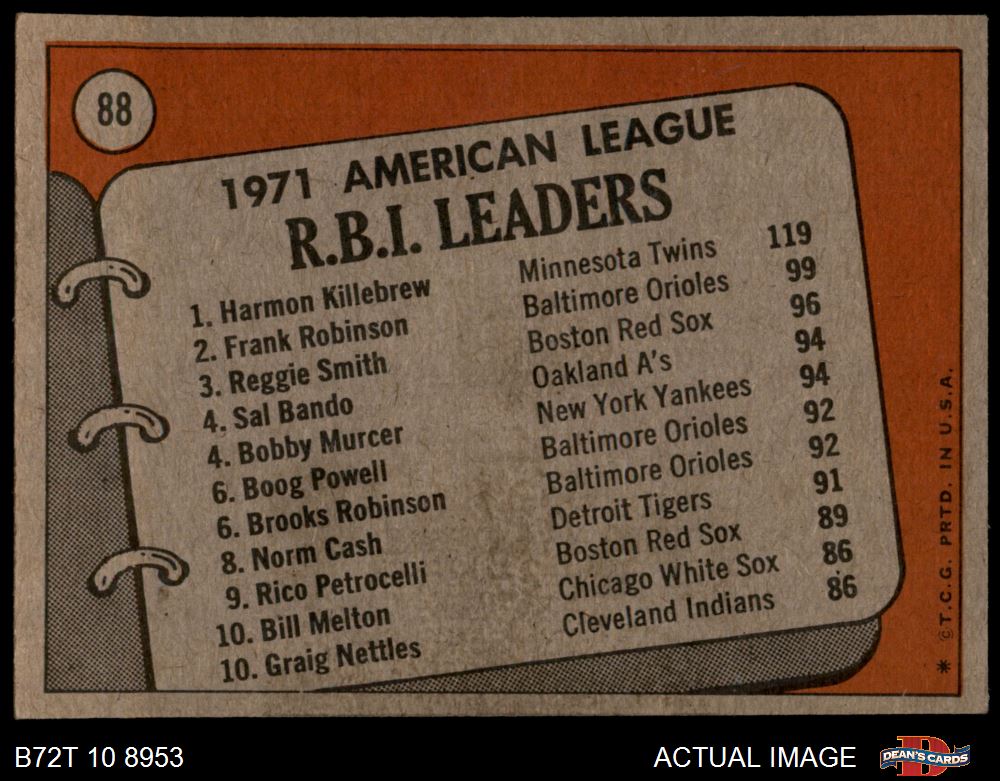 88
1971 AMERICAN LEAGUE
R.B.I. LEADERS
1. Harmon Killebrew Minnesota Twins 119
2. Frank Robinson Baltimore Orioles 99
3. Reggie Smith Boston Red Sox 96
4. Sal Bando Oakland A's 94
4. Bobby Murcer New York Yankees 94
6. Boog Powell Baltimore Orioles 92
6. Brooks Robinson Baltimore Orioles 92
8. Norm Cash Detroit Tigers 91
9. Rico Petrocelli Boston Red Sox 89
10. Bill Melton Chicago White Sox 86
10. Graig Nettles Cleveland Indians 86
* ©T.C.G. PRTD. IN U.S.A.
B72T 10 8953
ACTUAL IMAGE
DEAN'S CARDS